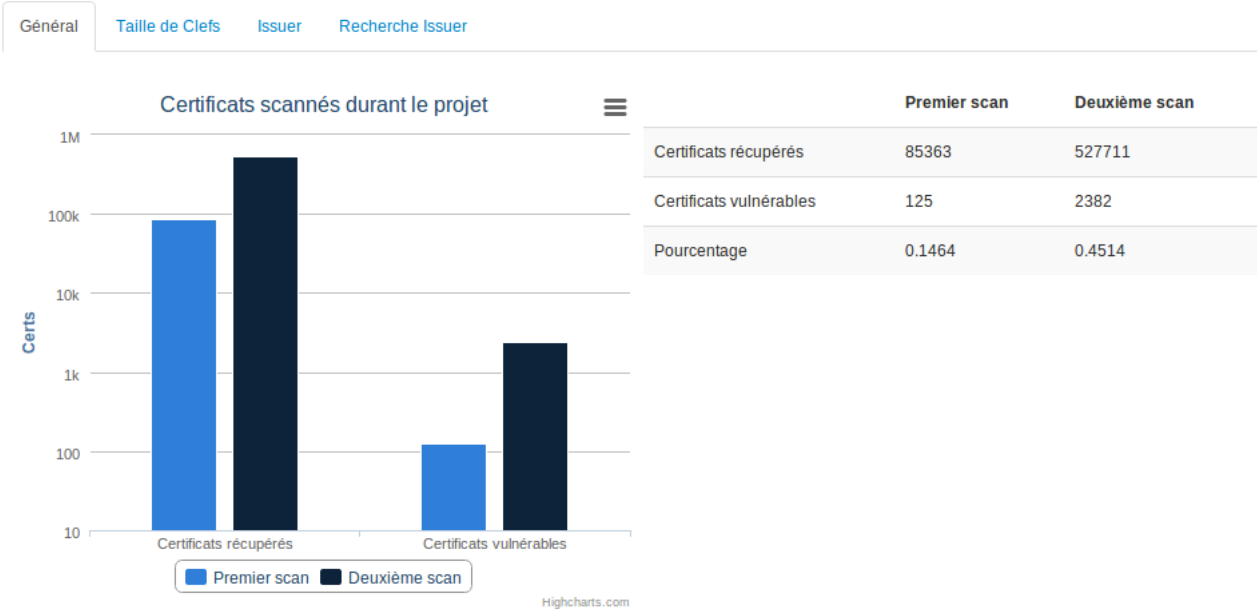 Général Taille de Clefs Issuer Recherche Issuer
Certificats scannés durant le projet
1M
100k
10k
1k
100
10
Certs
Certificats récupérés Certificats vulnérables
Premier scan Deuxième scan
Highcharts.com
Premier scan Deuxième scan
Certificats récupérés 85363 527711
Certificats vulnérables 125 2382
Pourcentage 0.1464 0.4514